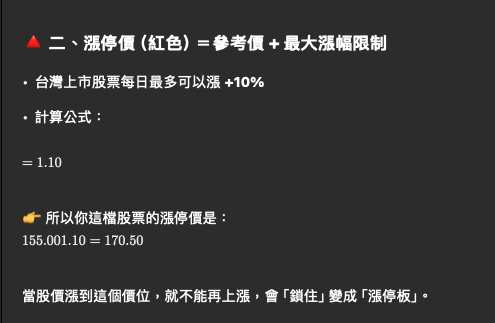 🔺 二、漲停價（紅色）＝參考價 + 最大漲幅限制
• 台灣上市股票每日最多可以漲 +10%
• 計算公式：
= 1.10
👉 所以你這檔股票的漲停價是：
155.001.10 = 170.50
當股價漲到這個價位，就不能再上漲，會「鎖住」變成「漲停板」。